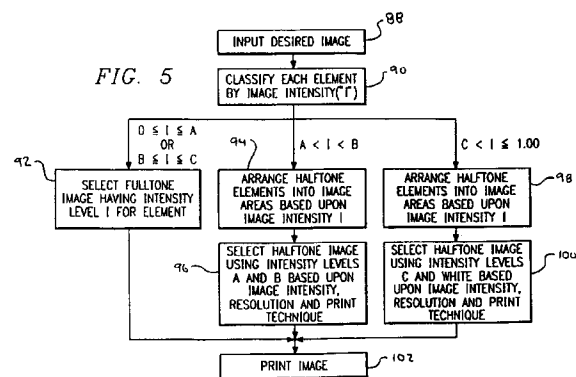 88
INPUT DESIRED IMAGE
FIG. 5
90
CLASSIFY EACH ELEMENT
BY IMAGE INTENSITY("I")
0 ≦ I ≦ A
OR
B ≦ I ≦ C
92
SELECT FULLTONE
IMAGE HAVING INTENSITY
LEVEL I FOR ELEMENT
A < I < B
94
ARRANGE HALFTONE
ELEMENTS INTO IMAGE
AREAS BASED UPON
IMAGE INTENSITY I
C < I ≦ 1.00
98
ARRANGE HALFTONE
ELEMENTS INTO IMAGE
AREAS BASED UPON
IMAGE INTENSITY I
96
SELECT HALFTONE IMAGE
USING INTENSITY LEVELS
A AND B BASED UPON
IMAGE INTENSITY,
RESOLUTION AND PRINT
TECHNIQUE
100
SELECT HALFTONE IMAGE
USING INTENSITY LEVELS
C AND WHITE BASED
UPON IMAGE INTENSITY,
RESOLUTION AND PRINT
TECHNIQUE
PRINT IMAGE
102